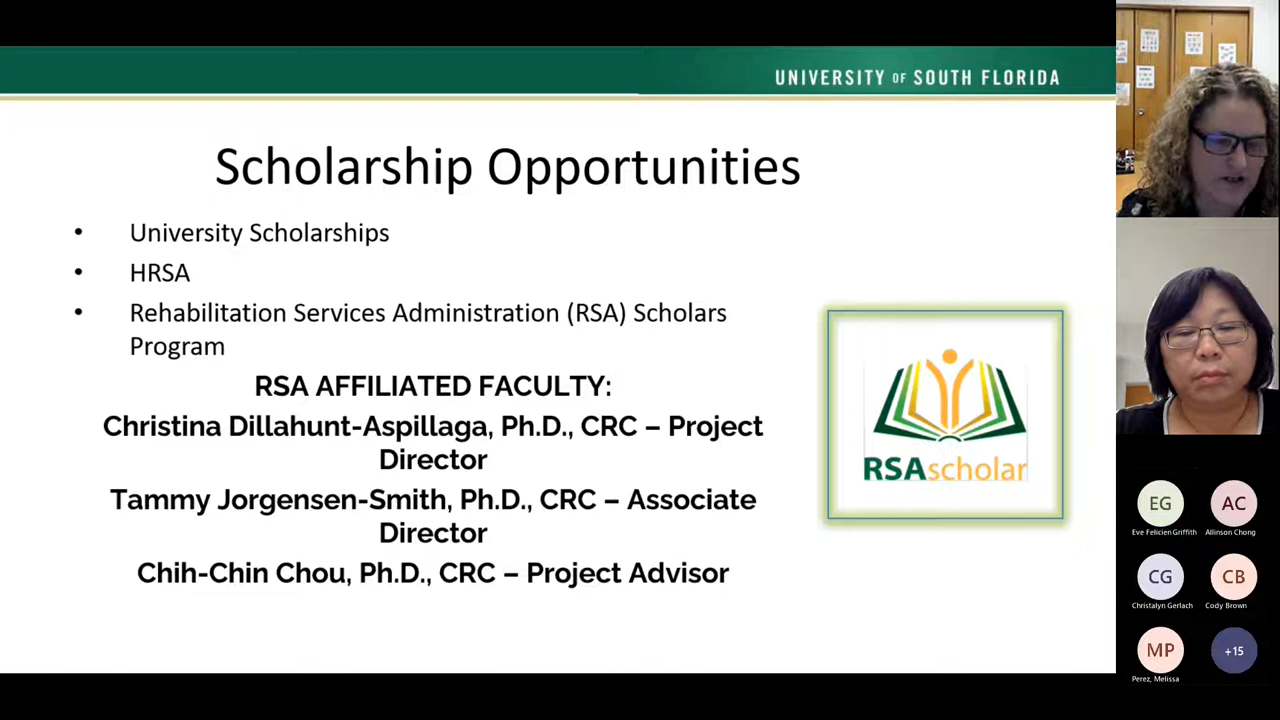 UNIVERSITY OF SOUTH FLORIDA
Scholarship Opportunities
• University Scholarships
• HRSA
• Rehabilitation Services Administration (RSA) Scholars
Program
RSA AFFILIATED FACULTY:
Christina Dillahunt-Aspillaga, Ph.D., CRC – Project
Director
Tammy Jorgensen-Smith, Ph.D., CRC – Associate
Director
Chih-Chin Chou, Ph.D., CRC – Project Advisor
RSAscholar
EG
Eve Felicien Griffith
AC
Allinson Chong
CG
Christalyn Gerlach
CB
Cody Brown
MP
Perez, Melissa
+15